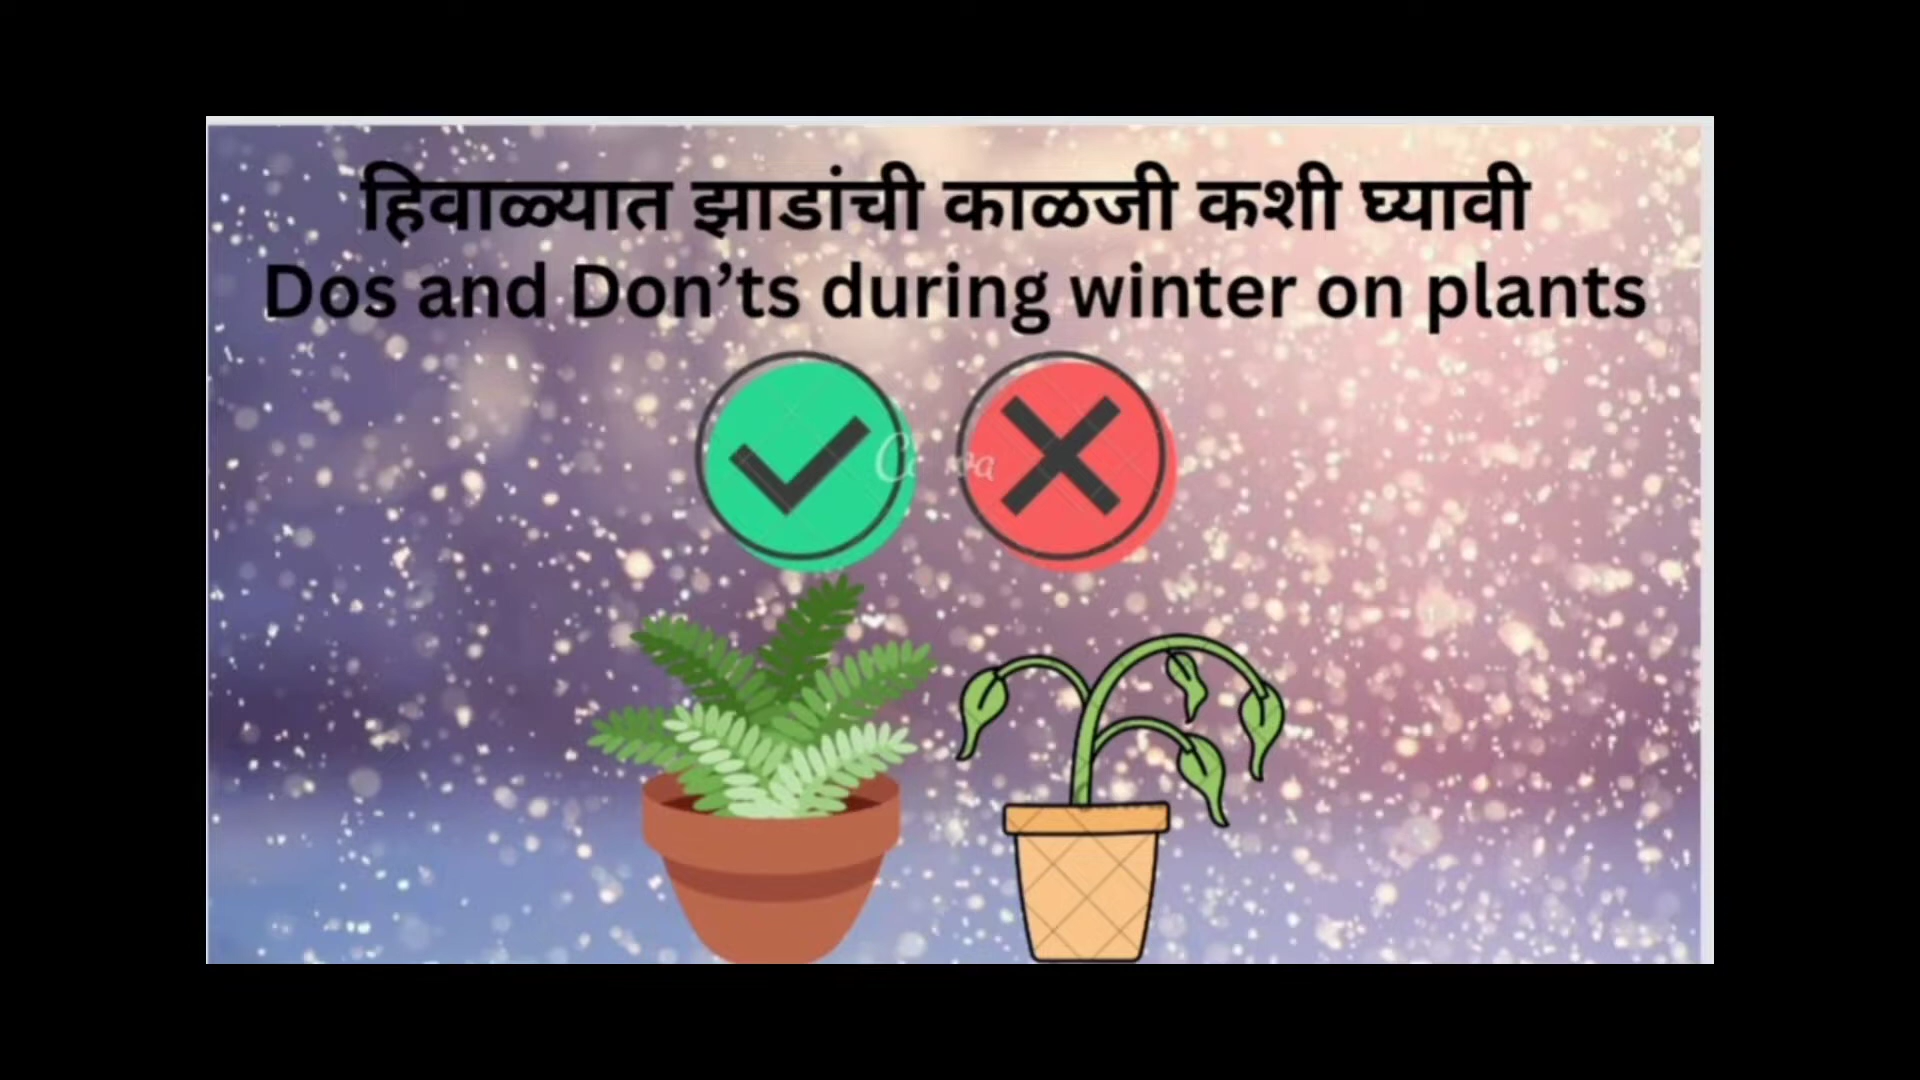 हिवाळ्यात झाडांची काळजी कशी घ्यावी
Dos and Don’ts during winter on plants